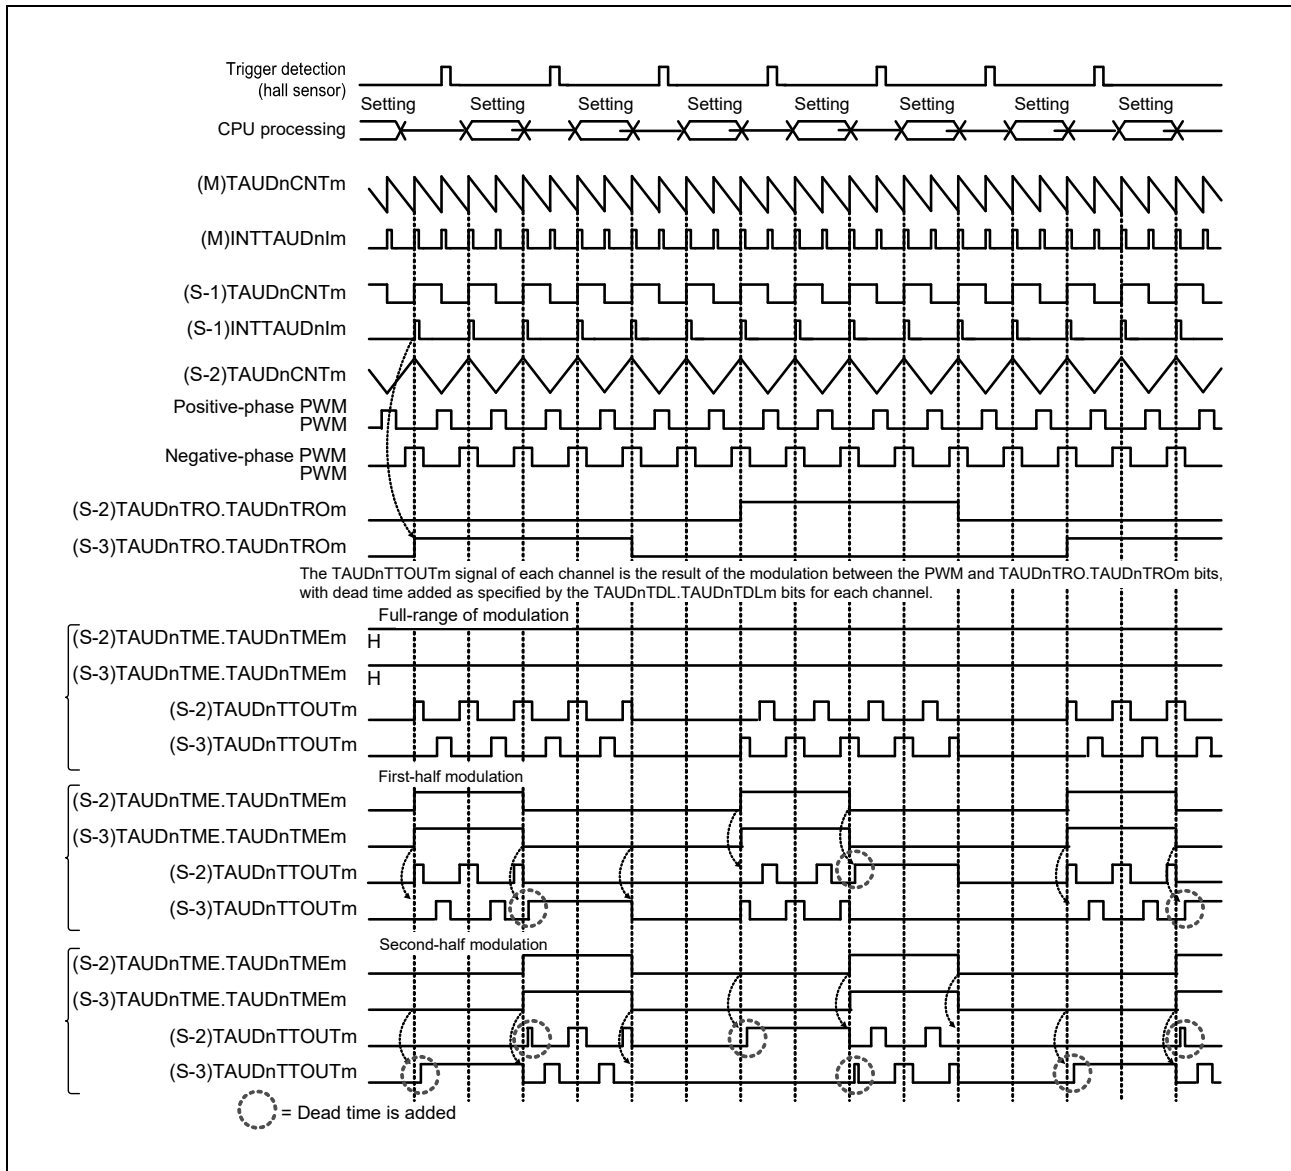 Trigger detection
(hall sensor)
Setting Setting Setting Setting Setting Setting Setting Setting
CPU processing
(M)TAUDnCNTm
(M)INTTAUDnIm
(S-1)TAUDnCNTm
(S-1)INTTAUDnIm
(S-2)TAUDnCNTm
Positive-phase PWM
PWM
Negative-phase PWM
PWM
(S-2)TAUDnTRO.TAUDnTROm
(S-3)TAUDnTRO.TAUDnTROm
The TAUDnTTOUTm signal of each channel is the result of the modulation between the PWM and TAUDnTRO.TAUDnTROm bits,
with dead time added as specified by the TAUDnTDL.TAUDnTDLm bits for each channel.
Full-range of modulation
(S-2)TAUDnTME.TAUDnTMEm H
(S-3)TAUDnTME.TAUDnTMEm H
(S-2)TAUDnTTOUTm
(S-3)TAUDnTTOUTm
First-half modulation
(S-2)TAUDnTME.TAUDnTMEm
(S-3)TAUDnTME.TAUDnTMEm
(S-2)TAUDnTTOUTm
(S-3)TAUDnTTOUTm
Second-half modulation
(S-2)TAUDnTME.TAUDnTMEm
(S-3)TAUDnTME.TAUDnTMEm
(S-2)TAUDnTTOUTm
(S-3)TAUDnTTOUTm
= Dead time is added